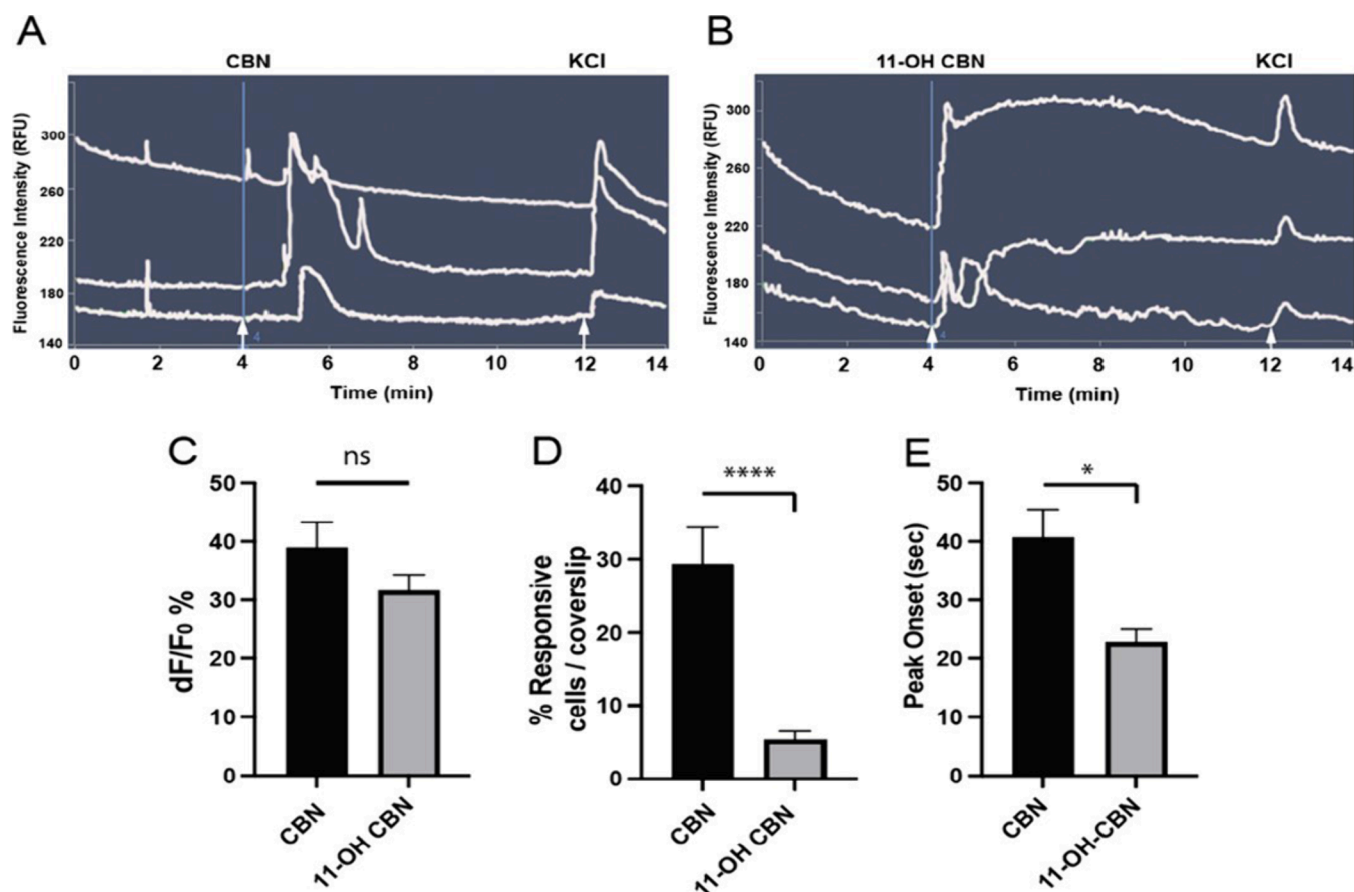 A
CBN
KCl
Fluorescence Intensity (RFU)
300
260
220
180
140
4
0
2
4
6
8
10
12
14
Time (min)
B
11-OH CBN
KCl
Fluorescence Intensity (RFU)
300
260
220
180
140
4
0
2
4
6
8
10
12
14
Time (min)
C
ns
dF/F₀ %
50
40
30
20
10
0
CBN
11-OH CBN
D
****
% Responsive
cells / coverslip
40
30
20
10
0
CBN
11-OH CBN
E
*
Peak Onset (sec)
50
40
30
20
10
0
CBN
11-OH-CBN